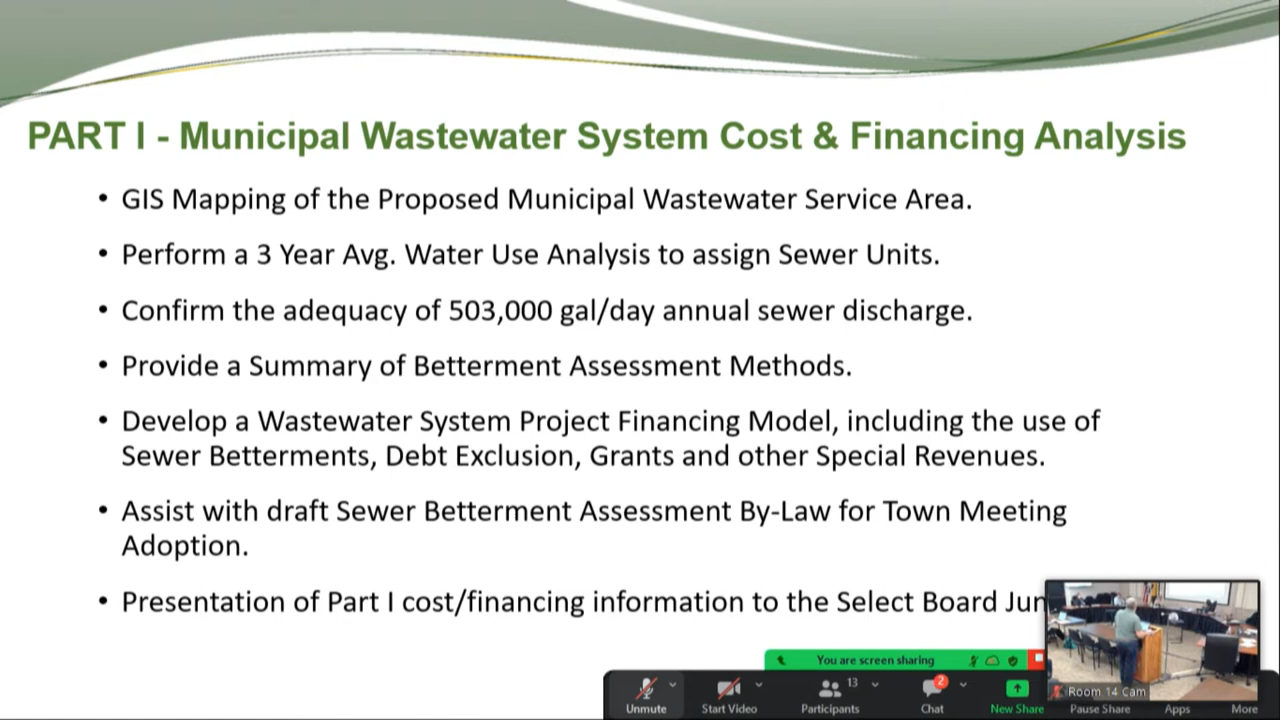 PART I - Municipal Wastewater System Cost & Financing Analysis
• GIS Mapping of the Proposed Municipal Wastewater Service Area.
• Perform a 3 Year Avg. Water Use Analysis to assign Sewer Units.
• Confirm the adequacy of 503,000 gal/day annual sewer discharge.
• Provide a Summary of Betterment Assessment Methods.
• Develop a Wastewater System Project Financing Model, including the use of
Sewer Betterments, Debt Exclusion, Grants and other Special Revenues.
• Assist with draft Sewer Betterment Assessment By-Law for Town Meeting
Adoption.
• Presentation of Part I cost/financing information to the Select Board
You are screen sharing
Room 14 Cam
13
2
Unmute
Start Video
Participants
Chat
New Share
Pause Share
Apps
More